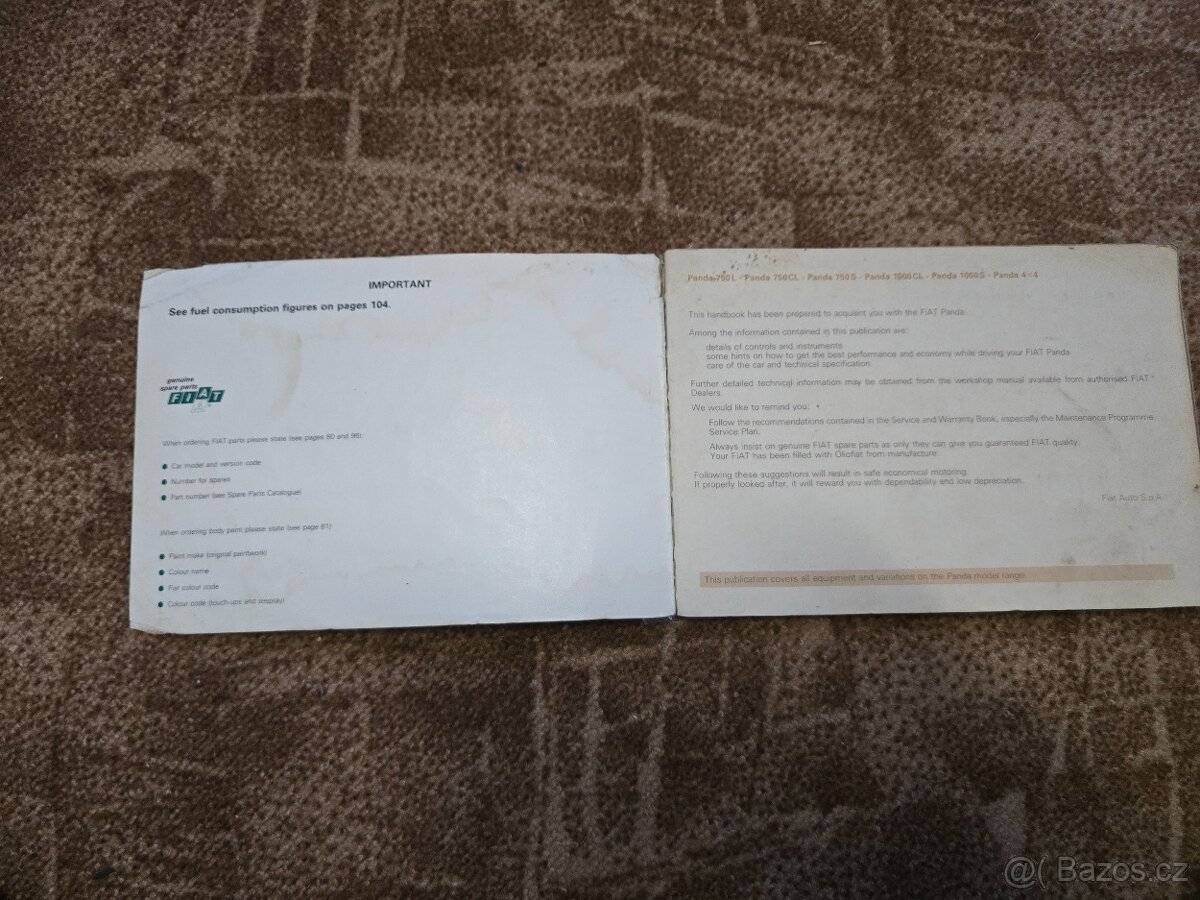 IMPORTANT
See fuel consumption figures on pages 104.
genuine
spare parts
FIAT
When ordering FIAT parts please state (see pages 80 and 96):
Car model and version code
Number for spares
Part number (see Spare Parts Catalogue)
When ordering body paint please state (see page 81):
Paint make (original paintwork)
Colour name
Fiat colour code
Colour code (touch-ups and respray)
Panda 750L - Panda 750CL - Panda 750S - Panda 1000CL - Panda 1000S - Panda 4×4
This handbook has been prepared to acquaint you with the FIAT Panda.
Among the information contained in this publication are:
details of controls and instruments
some hints on how to get the best performance and economy while driving your FIAT Panda
care of the car and technical specification.
Further detailed technical information may be obtained from the workshop manual available from authorised FIAT
Dealers.
We would like to remind you:
Follow the recommendations contained in the Service and Warranty Book, especially the Maintenance Programme
Service Plan.
Always insist on genuine FIAT spare parts as only they can give you guaranteed FIAT quality.
Your FIAT has been filled with Oliofiat from manufacture.
Following these suggestions will result in safe economical motoring.
If properly looked after, it will reward you with dependability and low depreciation.
Fiat Auto S.p.A.
This publication covers all equipment and variations on the Panda model range.
@( Bazos.cz